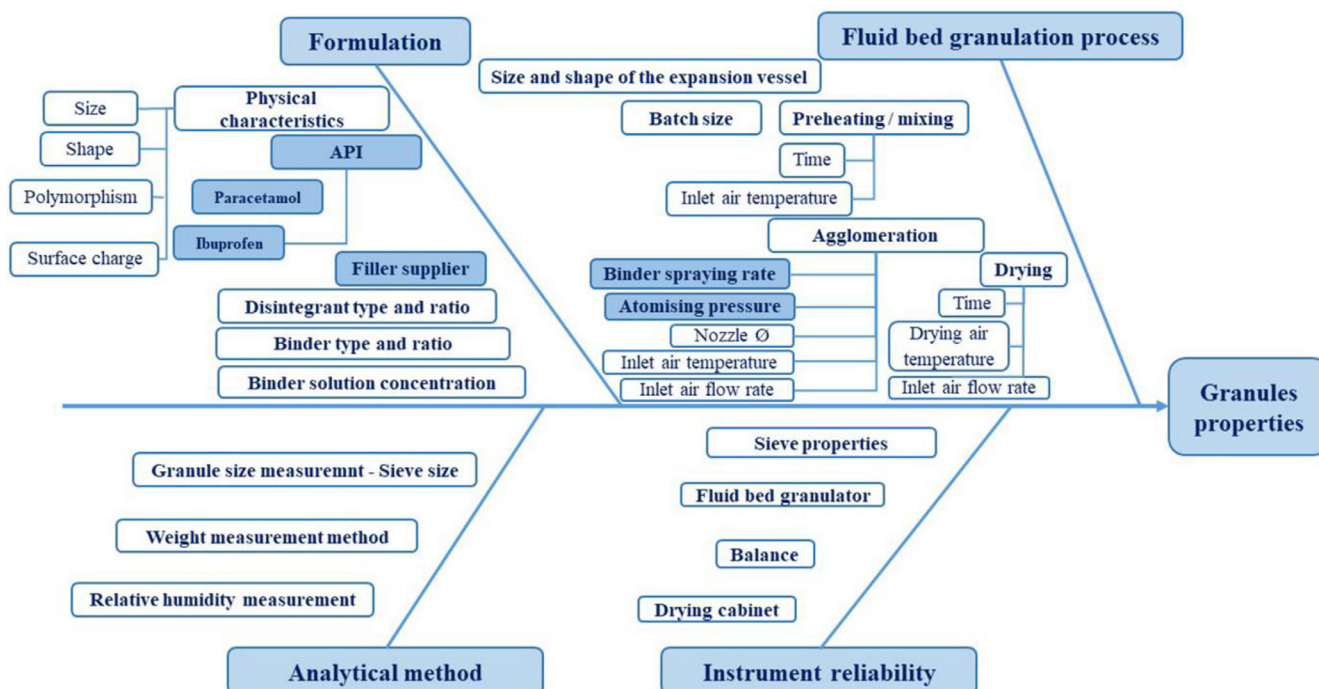 Formulation
Fluid bed granulation process
Size
Physical
characteristics
Shape
API
Polymorphism
Paracetamol
Ibuprofen
Surface charge
Filler supplier
Disintegrant type and ratio
Binder type and ratio
Binder solution concentration
Size and shape of the expansion vessel
Batch size
Preheating / mixing
Time
Inlet air temperature
Agglomeration
Binder spraying rate
Atomising pressure
Nozzle Ø
Inlet air temperature
Inlet air flow rate
Drying
Time
Drying air
temperature
Inlet air flow rate
Granules
properties
Granule size measuremnt - Sieve size
Weight measurement method
Relative humidity measurement
Analytical method
Sieve properties
Fluid bed granulator
Balance
Drying cabinet
Instrument reliability